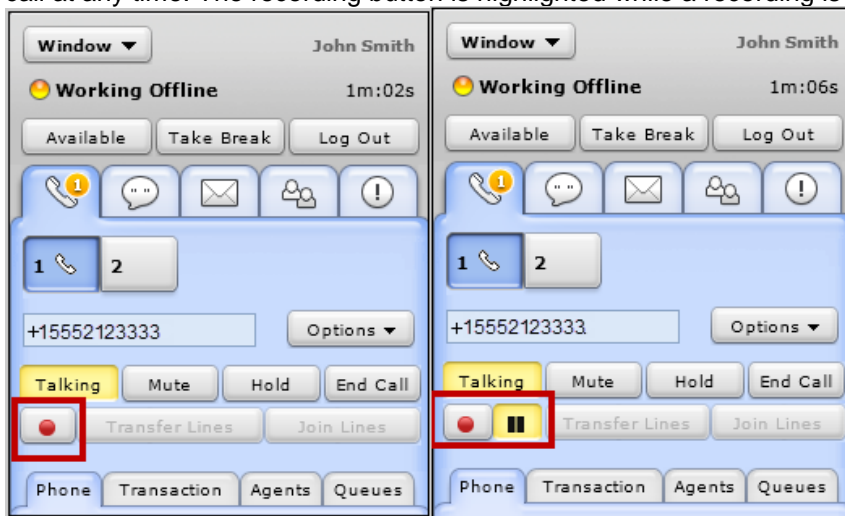 call at any time. The recording button is highlighted while a recording is
Window ▼ John Smith
Working Offline 1m:02s
Available Take Break Log Out
1
1 2
+15552123333 Options ▼
Talking Mute Hold End Call
Transfer Lines Join Lines
Phone Transaction Agents Queues
Window ▼ John Smith
Working Offline 1m:06s
Available Take Break Log Out
1
1 2
+15552123333 Options ▼
Talking Mute Hold End Call
Transfer Lines Join Lines
Phone Transaction Agents Queues